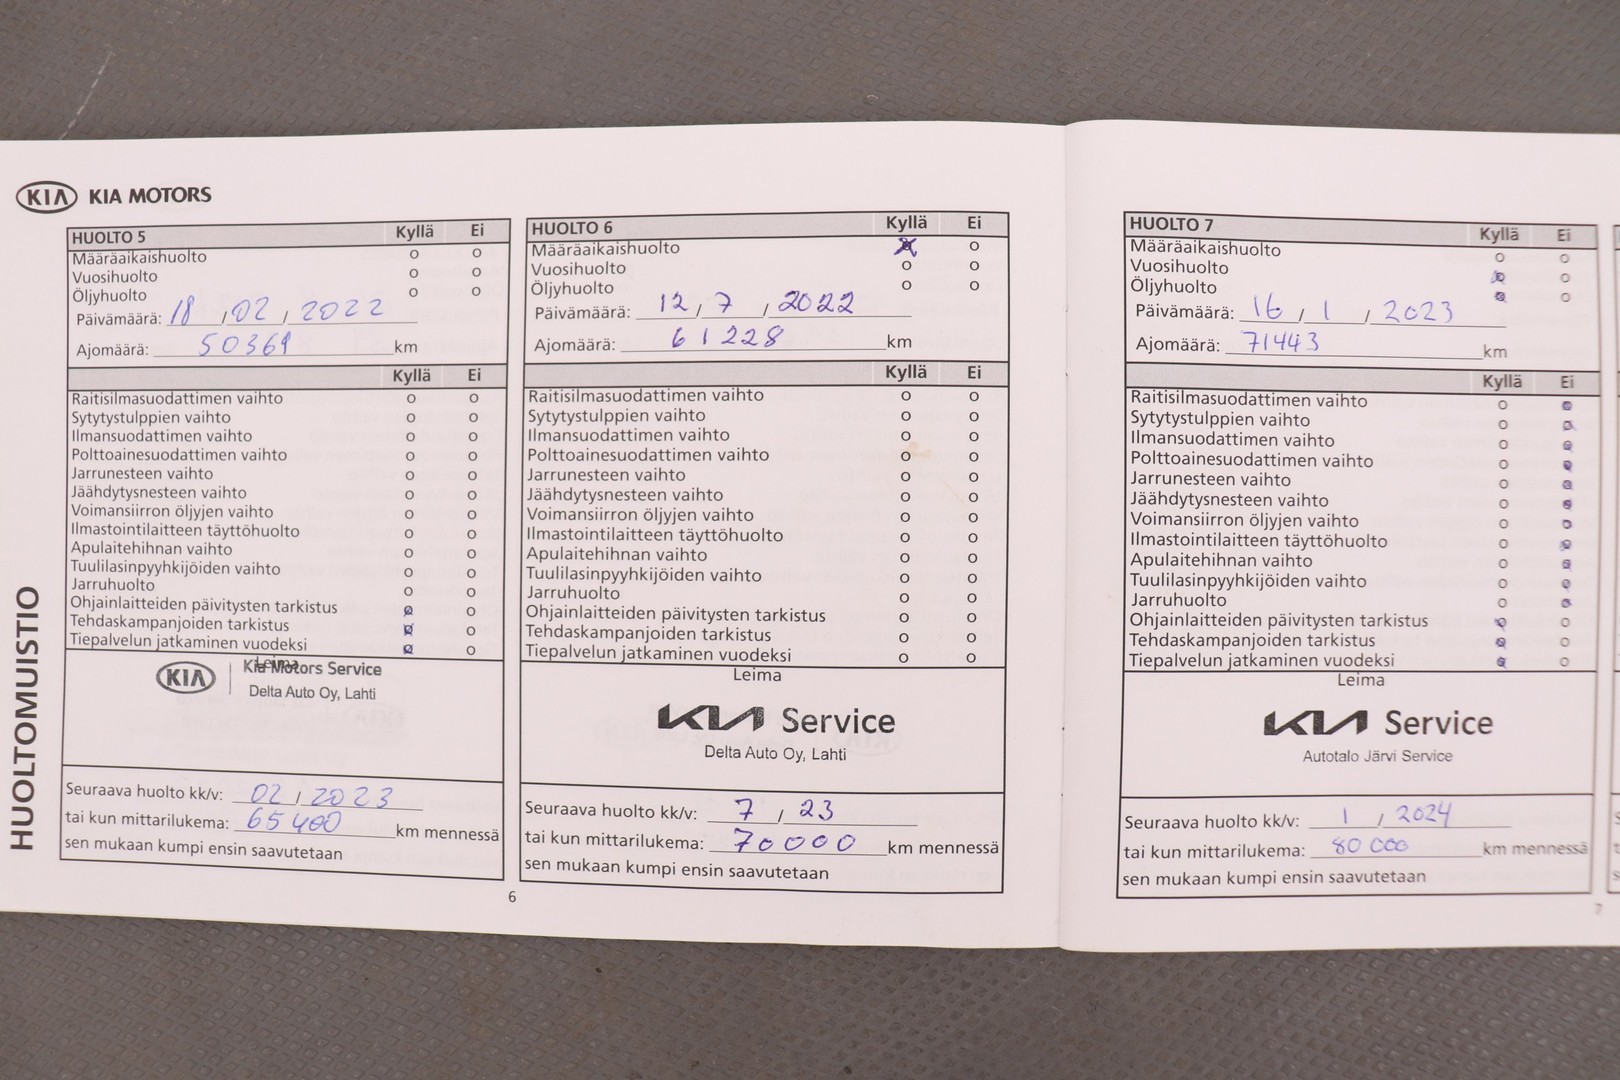 KIA KIA MOTORS
HUOLTOMUISTIO
HUOLTO 5 Kyllä Ei
Määräaikaishuolto o o
Vuosihuolto o o
Öljyhuolto o o
Päivämäärä: 18 / 02 / 2022
Ajomäärä: 50369 km
Kyllä Ei
Raitisilmasuodattimen vaihto o o
Sytytystulppien vaihto o o
Ilmansuodattimen vaihto o o
Polttoainesuodattimen vaihto o o
Jarrunesteen vaihto o o
Jäähdytysnesteen vaihto o o
Voimansiirron öljyjen vaihto o o
Ilmastointilaitteen täyttöhuolto o o
Apulaitehihnan vaihto o o
Tuulilasinpyyhkijöiden vaihto o o
Jarruhuolto o o
Ohjainlaitteiden päivitysten tarkistus o o
Tehdaskampanjoiden tarkistus o o
Tiepalvelun jatkaminen vuodeksi o o
Leima
KIA Kia Motors Service
Delta Auto Oy, Lahti
Seuraava huolto kk/v: 02 / 2023
tai kun mittarilukema: 65400 km mennessä
sen mukaan kumpi ensin saavutetaan
HUOLTO 6 Kyllä Ei
Määräaikaishuolto x o
Vuosihuolto o o
Öljyhuolto o o
Päivämäärä: 12 / 7 / 2022
Ajomäärä: 61228 km
Kyllä Ei
Raitisilmasuodattimen vaihto o o
Sytytystulppien vaihto o o
Ilmansuodattimen vaihto o o
Polttoainesuodattimen vaihto o o
Jarrunesteen vaihto o o
Jäähdytysnesteen vaihto o o
Voimansiirron öljyjen vaihto o o
Ilmastointilaitteen täyttöhuolto o o
Apulaitehihnan vaihto o o
Tuulilasinpyyhkijöiden vaihto o o
Jarruhuolto o o
Ohjainlaitteiden päivitysten tarkistus o o
Tehdaskampanjoiden tarkistus o o
Tiepalvelun jatkaminen vuodeksi o o
Leima
KIA Service
Delta Auto Oy, Lahti
Seuraava huolto kk/v: 7 / 23
tai kun mittarilukema: 70000 km mennessä
sen mukaan kumpi ensin saavutetaan
6
HUOLTO 7 Kyllä Ei
Määräaikaishuolto o o
Vuosihuolto o o
Öljyhuolto o o
Päivämäärä: 16 / 1 / 2023
Ajomäärä: 71443 km
Kyllä Ei
Raitisilmasuodattimen vaihto o o
Sytytystulppien vaihto o o
Ilmansuodattimen vaihto o o
Polttoainesuodattimen vaihto o o
Jarrunesteen vaihto o o
Jäähdytysnesteen vaihto o o
Voimansiirron öljyjen vaihto o o
Ilmastointilaitteen täyttöhuolto o o
Apulaitehihnan vaihto o o
Tuulilasinpyyhkijöiden vaihto o o
Jarruhuolto o o
Ohjainlaitteiden päivitysten tarkistus o o
Tehdaskampanjoiden tarkistus o o
Tiepalvelun jatkaminen vuodeksi o o
Leima
KIA Service
Autotalo Järvi Service
Seuraava huolto kk/v: 1 / 2024
tai kun mittarilukema: 80000 km mennessä
sen mukaan kumpi ensin saavutetaan
7